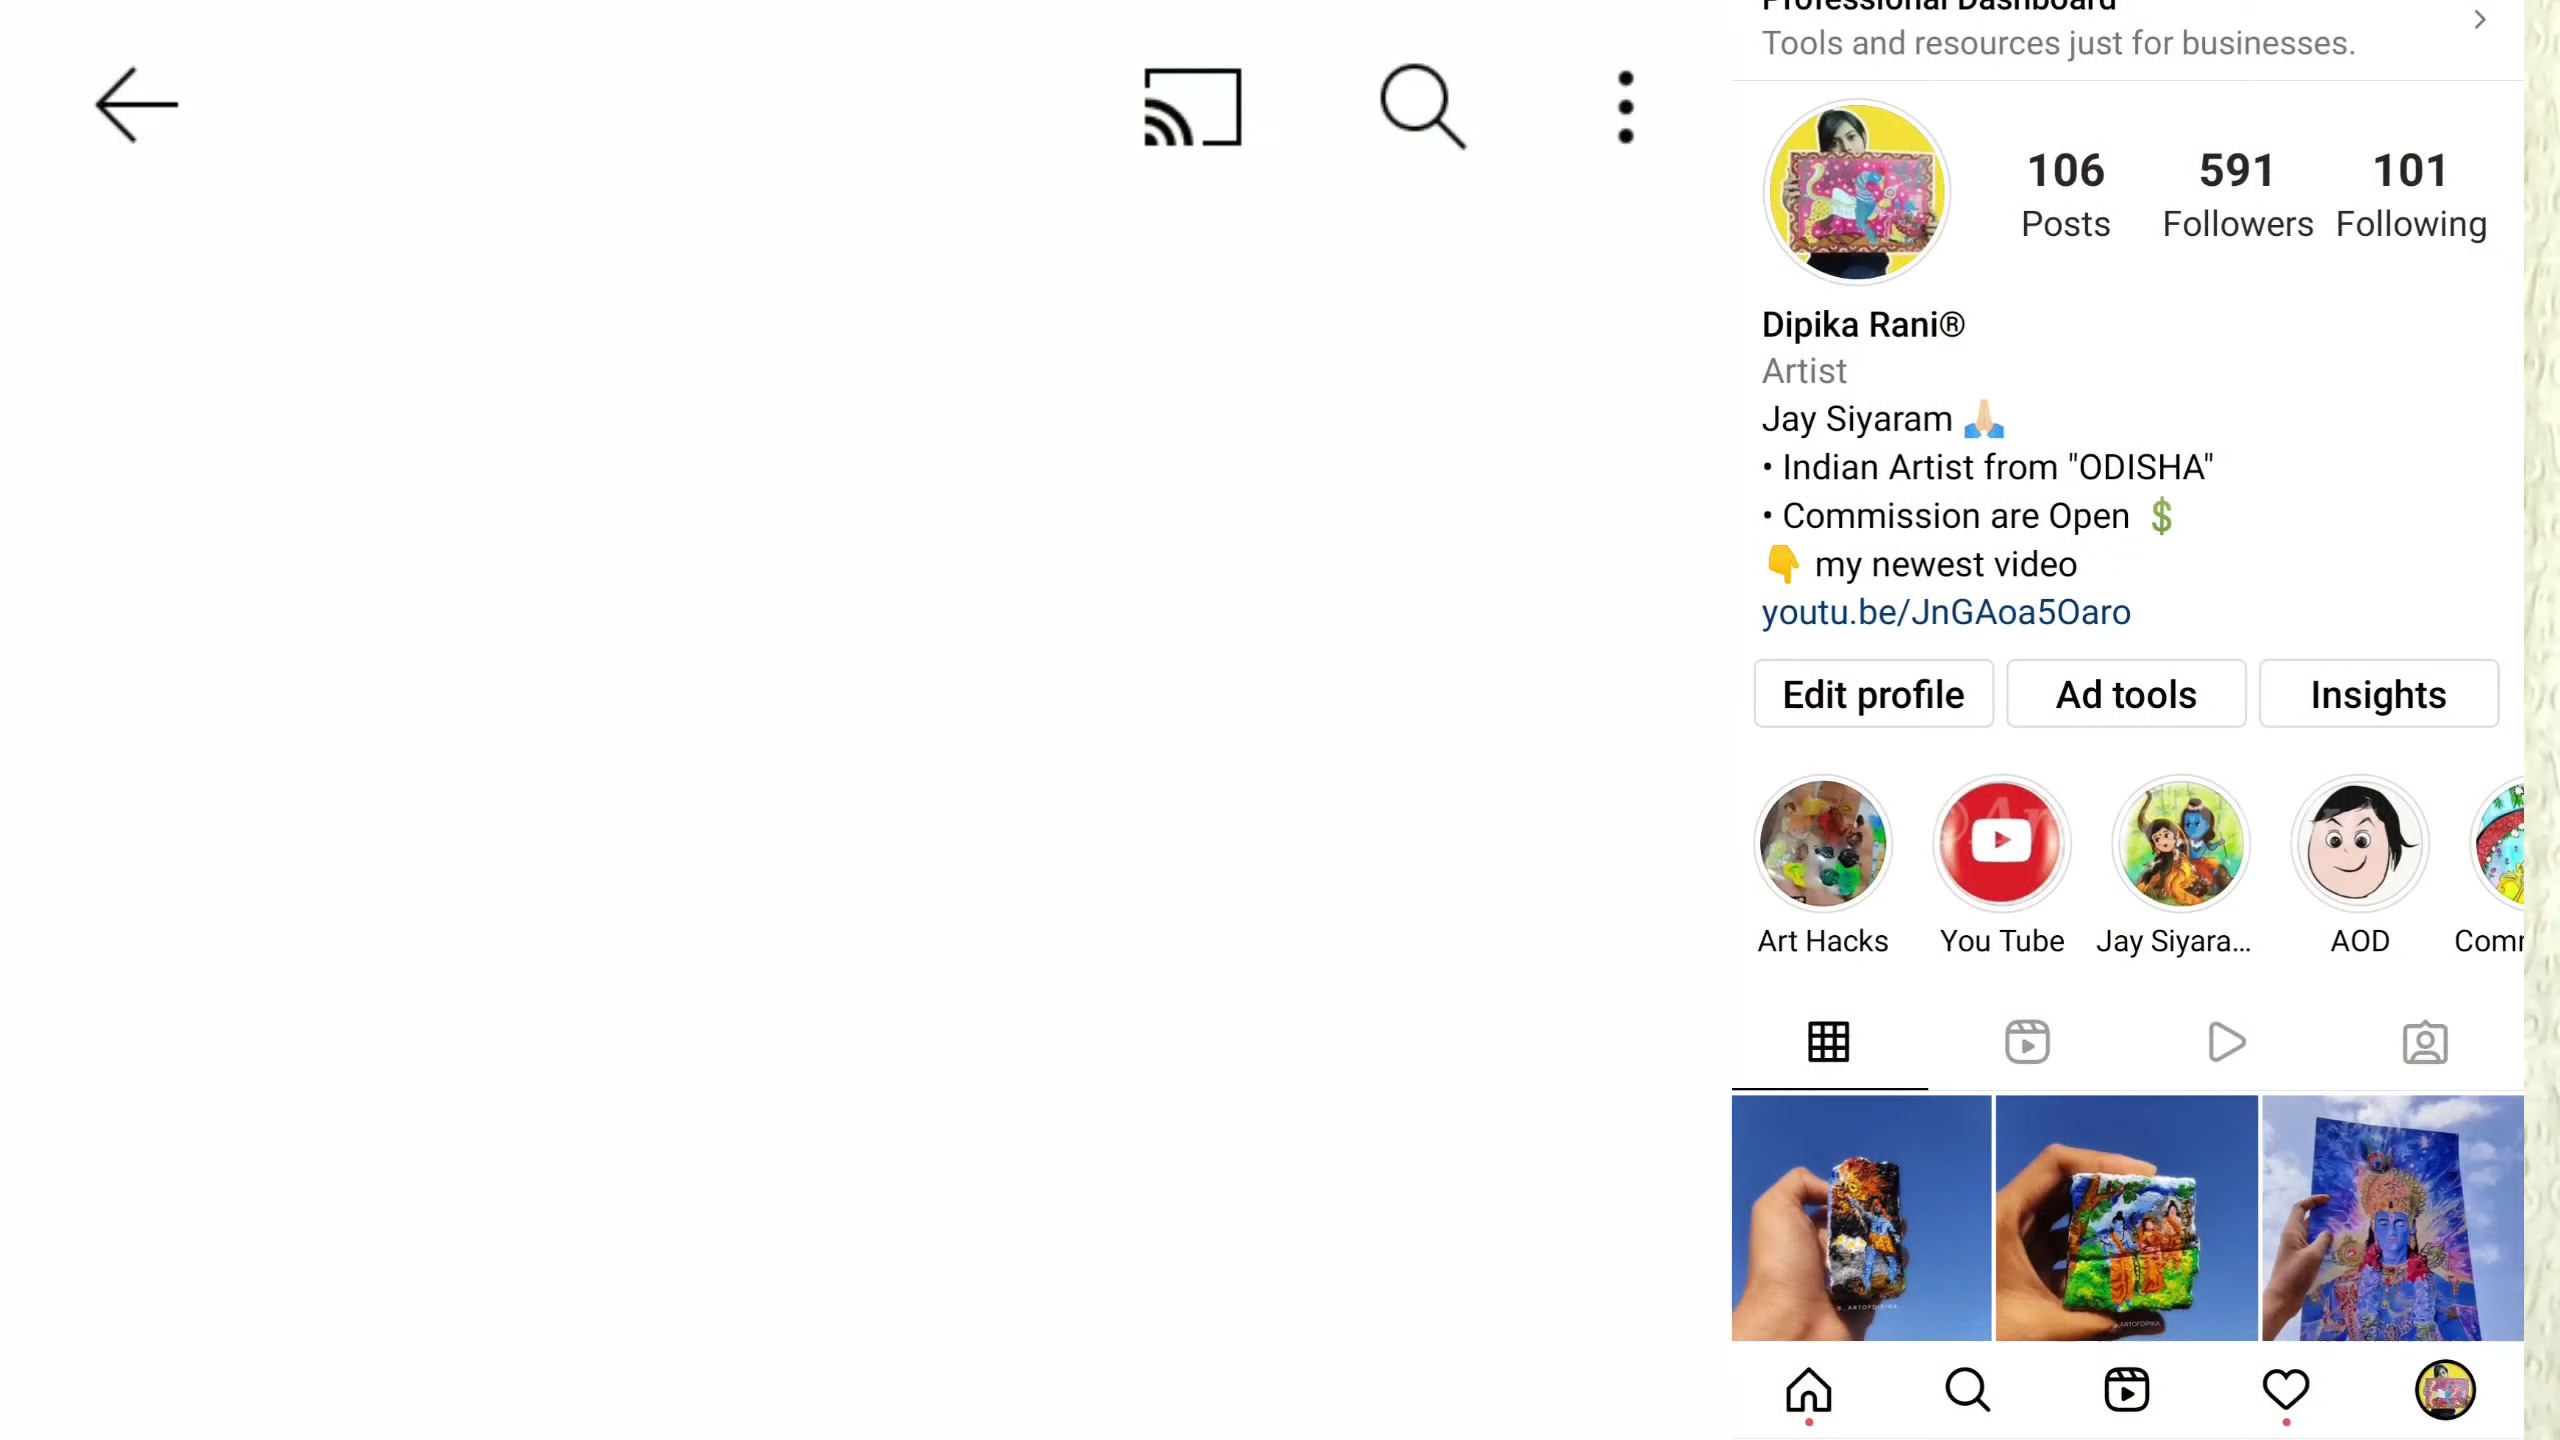 Professional Dashboard
Tools and resources just for businesses.
106 591 101
Posts Followers Following
Dipika Rani®
Artist
Jay Siyaram 🙏🏻
• Indian Artist from "ODISHA"
• Commission are Open 💲
👇 my newest video
youtu.be/JnGAoa5Oaro
Edit profile Ad tools Insights
Art Hacks You Tube Jay Siyara... AOD